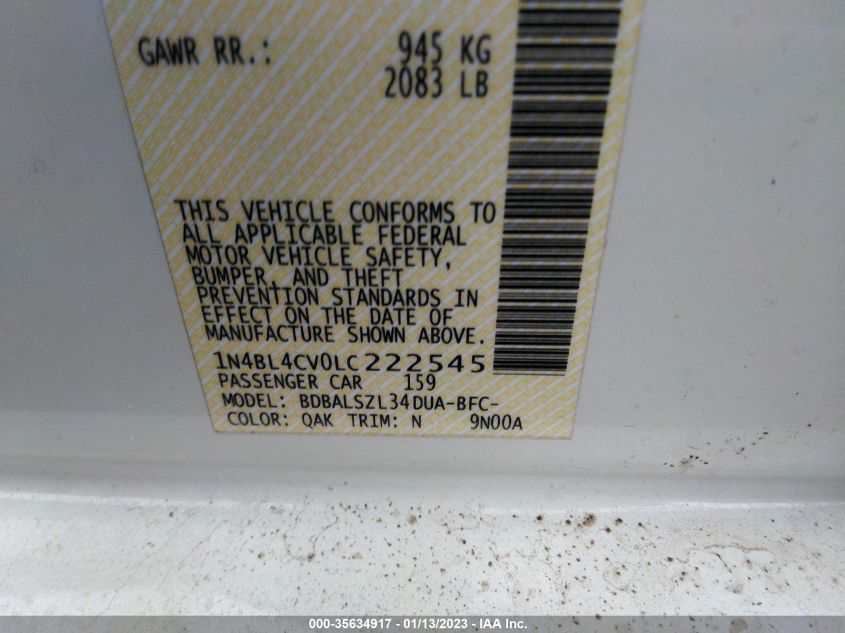 GAWR RR.: 945 KG
2083 LB
THIS VEHICLE CONFORMS TO
ALL APPLICABLE FEDERAL
MOTOR VEHICLE SAFETY,
BUMPER, AND THEFT
PREVENTION STANDARDS IN
EFFECT ON THE DATE OF
MANUFACTURE SHOWN ABOVE.
1N4BL4CV0LC222545
PASSENGER CAR 159
MODEL: BDBALSZL34DUA-BFC-
COLOR: QAK TRIM: N 9N00A
000-35634917 - 01/13/2023 - IAA Inc.